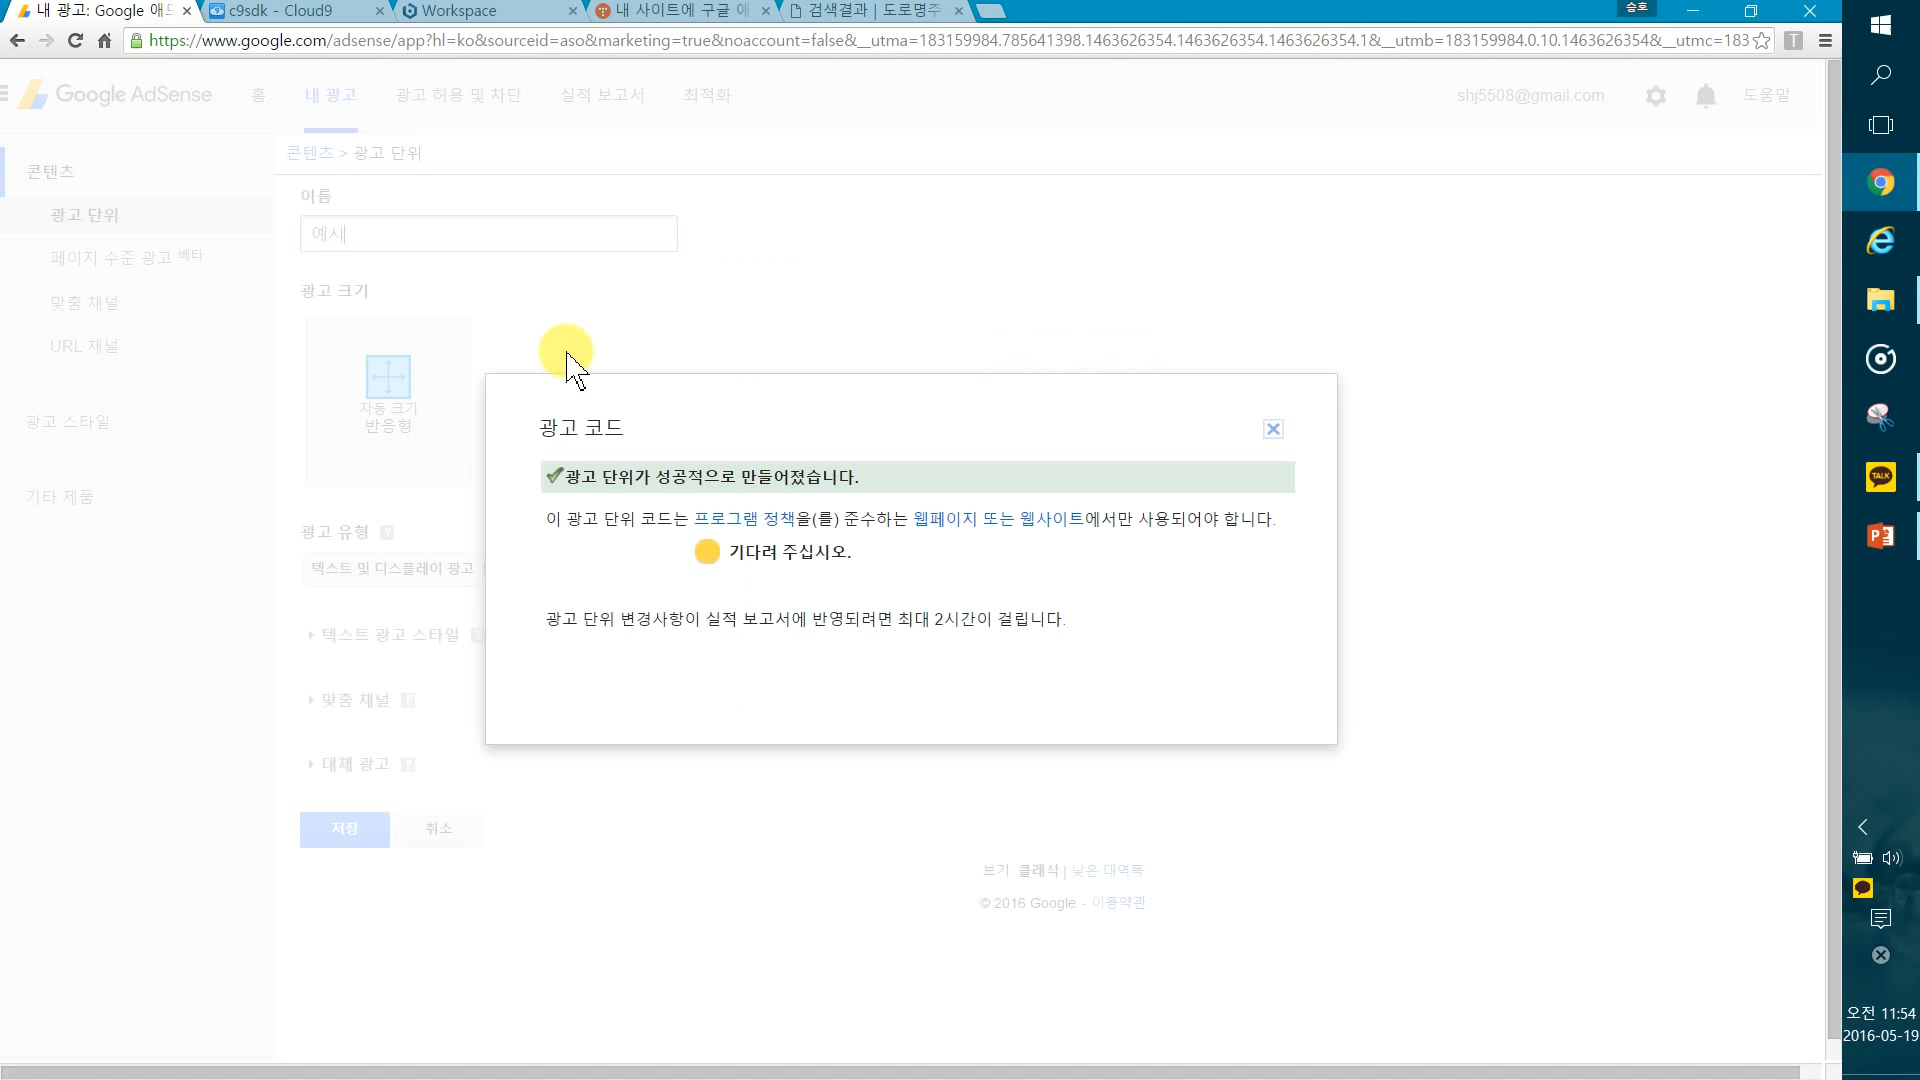 내 광고: Google 애드
c9sdk - Cloud9
Workspace
내 사이트에 구글 애
검색결과 | 도로명주
승호
https://www.google.com/adsense/app?hl=ko&sourceid=aso&marketing=true&noaccount=false&__utma=183159984.785641398.1463626354.1463626354.1463626354.1&__utmb=183159984.0.10.1463626354&__utmc=183
Google AdSense
홈
내 광고
광고 허용 및 차단
실적 보고서
최적화
shj5508@gmail.com
도움말
콘텐츠
광고 단위
페이지 수준 광고 베타
맞춤 채널
URL 채널
광고 스타일
기타 제품
콘텐츠 > 광고 단위
이름
예시
광고 크기
자동 크기
반응형
광고 유형 ?
텍스트 및 디스플레이 광고
텍스트 광고 스타일 ?
맞춤 채널 ?
대체 광고 ?
저장
취소
광고 코드
광고 단위가 성공적으로 만들어졌습니다.
이 광고 단위 코드는 프로그램 정책을(를) 준수하는 웹페이지 또는 웹사이트에서만 사용되어야 합니다.
기다려 주십시오.
광고 단위 변경사항이 실적 보고서에 반영되려면 최대 2시간이 걸립니다.
보기 클래식 | 낮은 대역폭
© 2016 Google - 이용약관
TALK
오전 11:54
2016-05-19